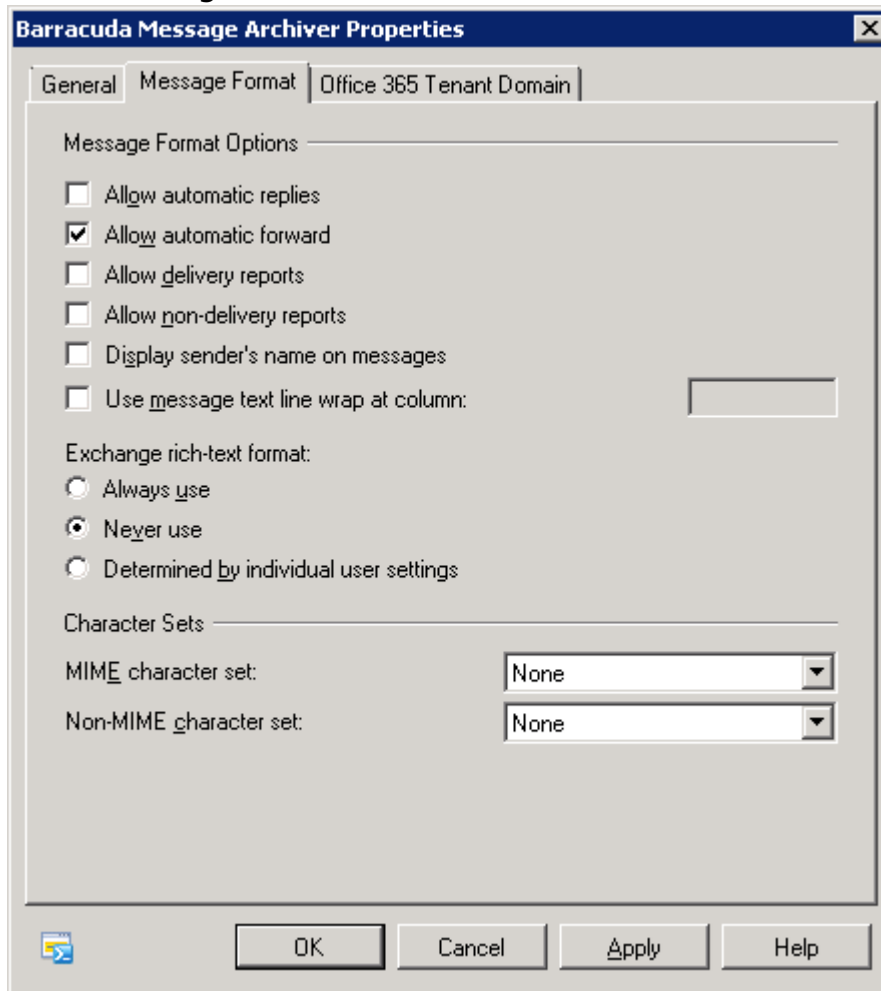 Barracuda Message Archiver Properties
General Message Format Office 365 Tenant Domain
Message Format Options
Allow automatic replies
Allow automatic forward
Allow delivery reports
Allow non-delivery reports
Display sender's name on messages
Use message text line wrap at column:
Exchange rich-text format:
Always use
Never use
Determined by individual user settings
Character Sets
MIME character set: None
Non-MIME character set: None
OK Cancel Apply Help